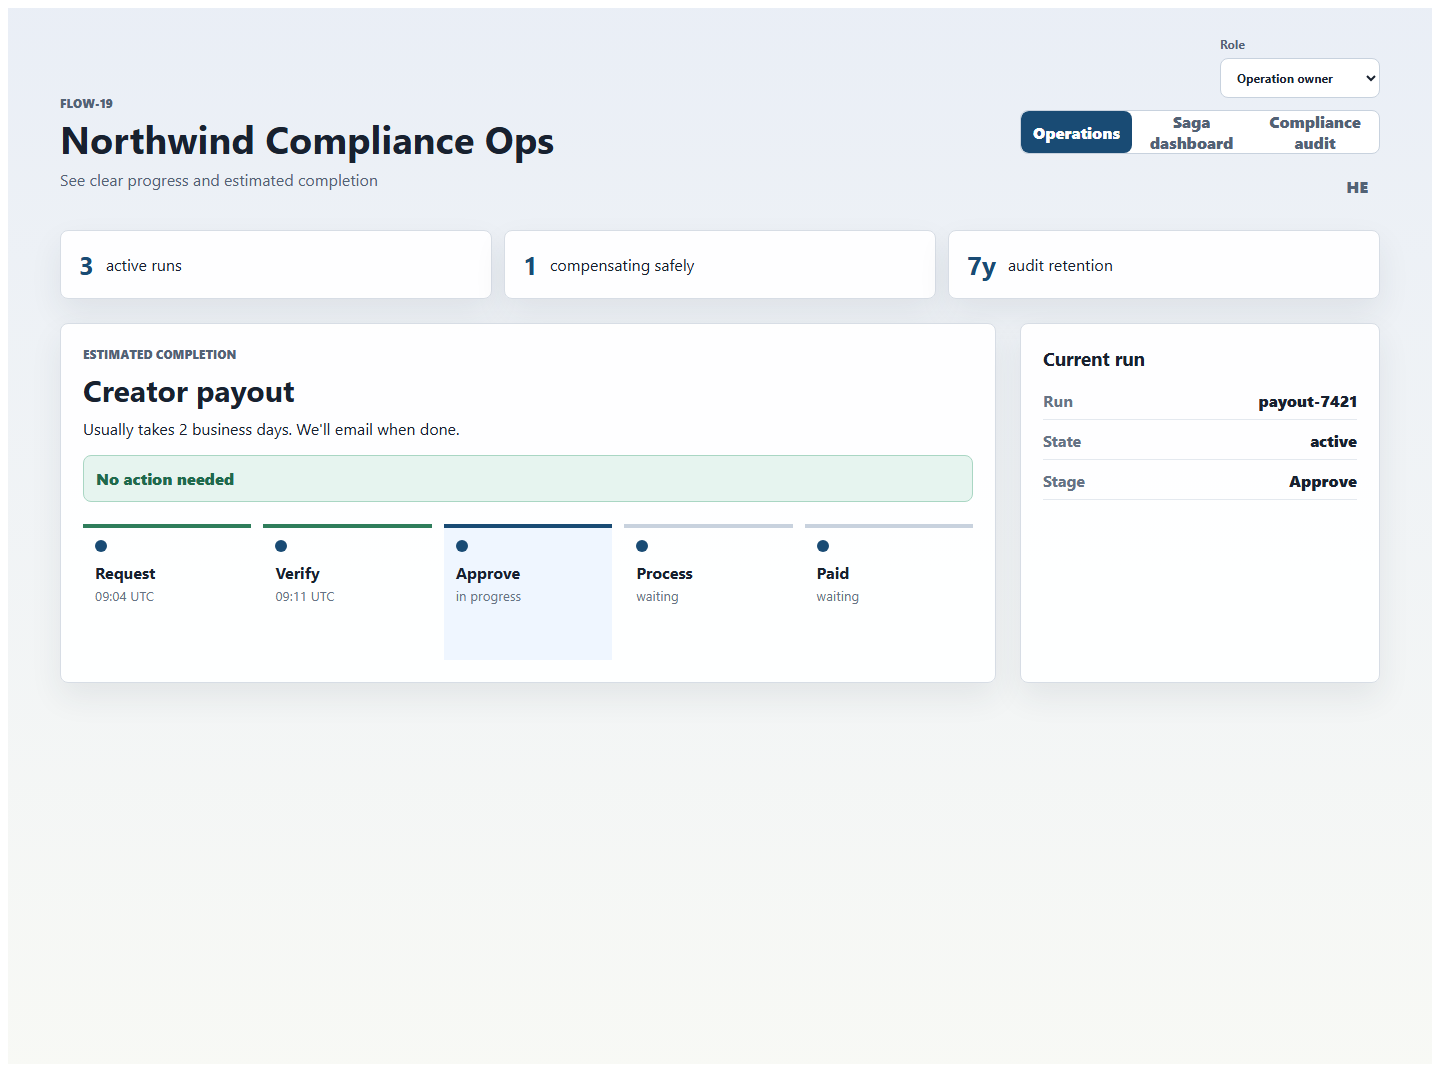 Role
Operation owner
FLOW-19
Northwind Compliance Ops
See clear progress and estimated completion
Operations
Saga
dashboard
Compliance
audit
HE
3 active runs
1 compensating safely
7y audit retention
ESTIMATED COMPLETION
Creator payout
Usually takes 2 business days. We'll email when done.
No action needed
Request
09:04 UTC
Verify
09:11 UTC
Approve
in progress
Process
waiting
Paid
waiting
Current run
Run payout-7421
State active
Stage Approve